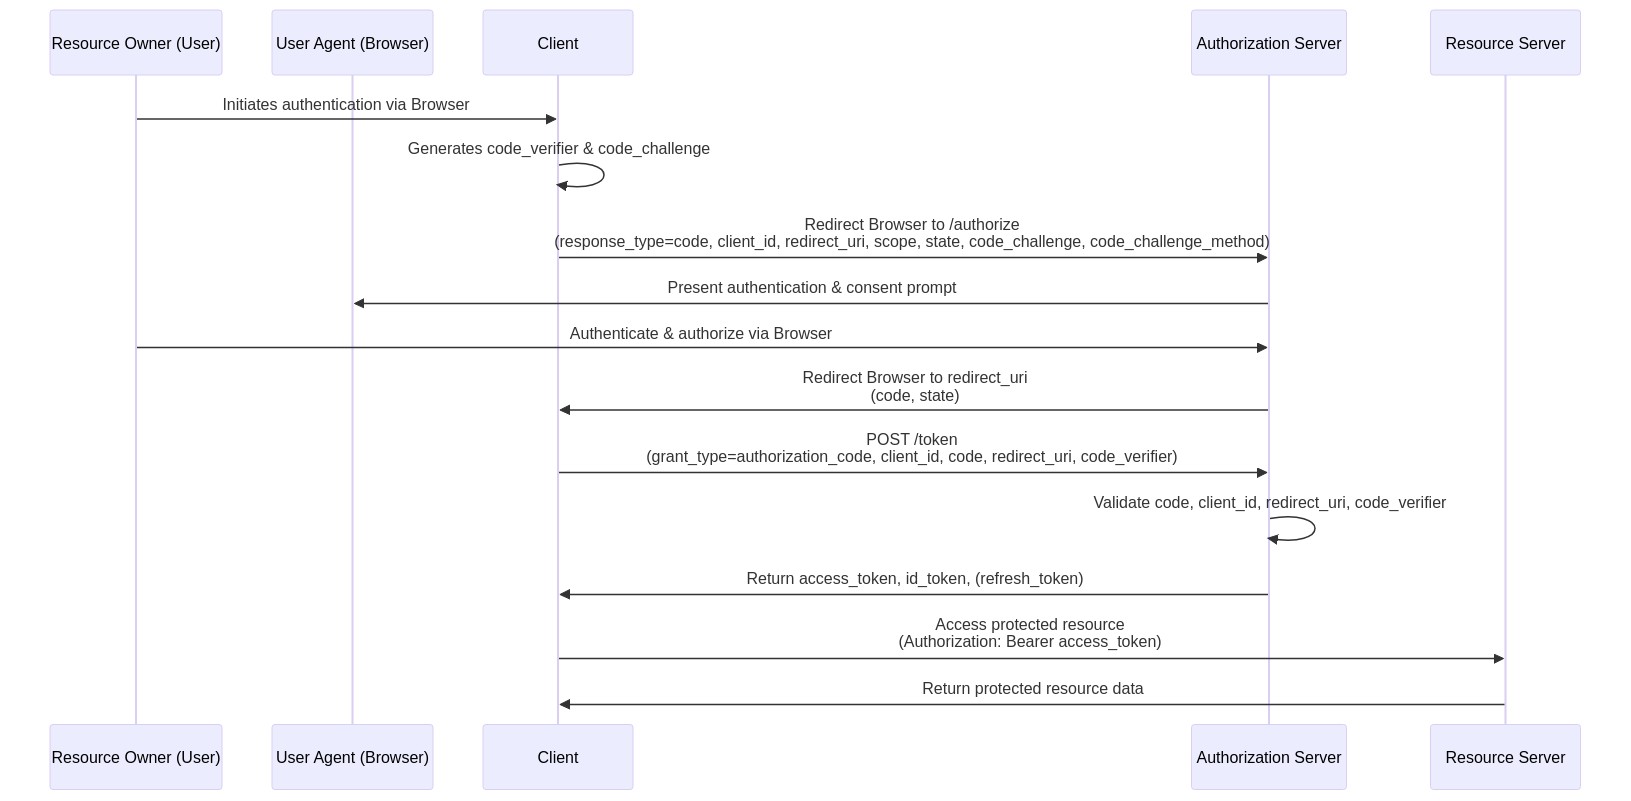 Resource Owner (User)
User Agent (Browser)
Client
Authorization Server
Resource Server
Initiates authentication via Browser
Generates code_verifier & code_challenge
Redirect Browser to /authorize
(response_type=code, client_id, redirect_uri, scope, state, code_challenge, code_challenge_method)
Present authentication & consent prompt
Authenticate & authorize via Browser
Redirect Browser to redirect_uri
(code, state)
POST /token
(grant_type=authorization_code, client_id, code, redirect_uri, code_verifier)
Validate code, client_id, redirect_uri, code_verifier
Return access_token, id_token, (refresh_token)
Access protected resource
(Authorization: Bearer access_token)
Return protected resource data
Resource Owner (User)
User Agent (Browser)
Client
Authorization Server
Resource Server